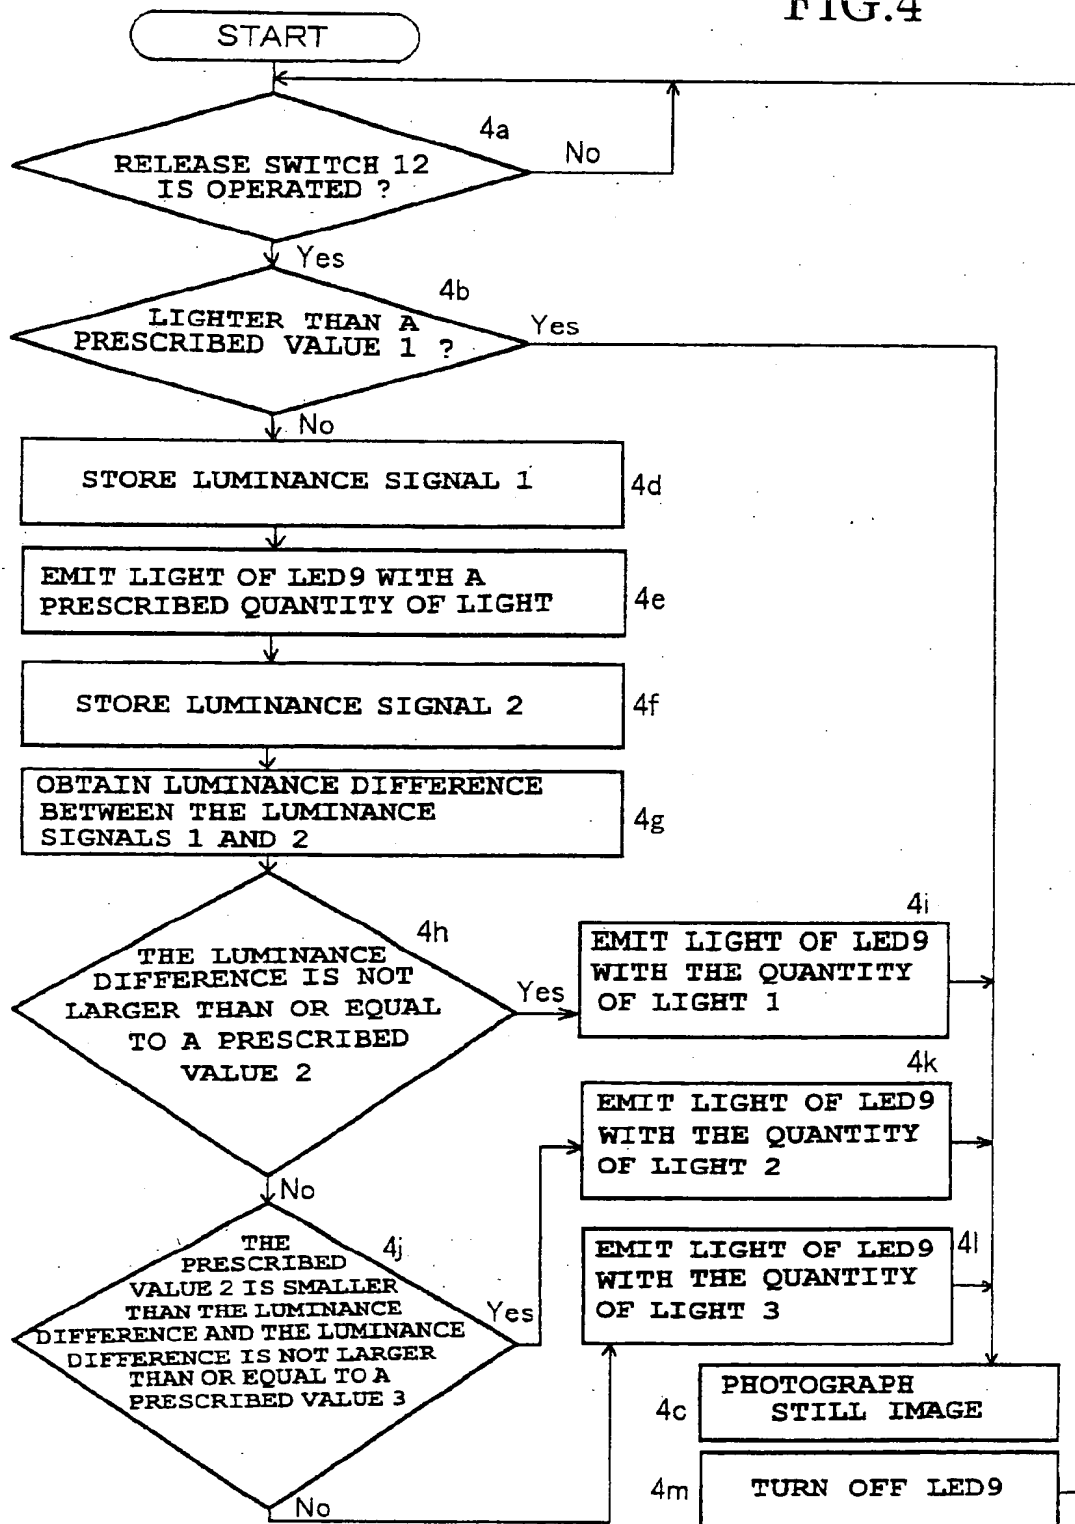 FIG.4
START
4a
RELEASE SWITCH 12
IS OPERATED ?
No
Yes
4b
LIGHTER THAN A
PRESCRIBED VALUE 1 ?
Yes
No
STORE LUMINANCE SIGNAL 1
4d
EMIT LIGHT OF LED9 WITH A
PRESCRIBED QUANTITY OF LIGHT
4e
STORE LUMINANCE SIGNAL 2
4f
OBTAIN LUMINANCE DIFFERENCE
BETWEEN THE LUMINANCE
SIGNALS 1 AND 2
4g
4h
THE LUMINANCE
DIFFERENCE IS NOT
LARGER THAN OR EQUAL
TO A PRESCRIBED
VALUE 2
Yes
4i
EMIT LIGHT OF LED9
WITH THE QUANTITY
OF LIGHT 1
No
4k
EMIT LIGHT OF LED9
WITH THE QUANTITY
OF LIGHT 2
4j
THE
PRESCRIBED
VALUE 2 IS SMALLER
THAN THE LUMINANCE
DIFFERENCE AND THE LUMINANCE
DIFFERENCE IS NOT LARGER
THAN OR EQUAL TO A
PRESCRIBED VALUE 3
Yes
4l
EMIT LIGHT OF LED9
WITH THE QUANTITY
OF LIGHT 3
No
4c
PHOTOGRAPH
STILL IMAGE
4m
TURN OFF LED9